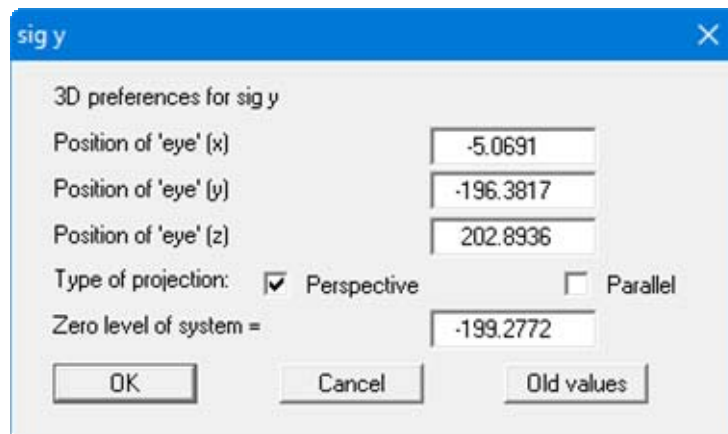 sig y
3D preferences for sig y
Position of 'eye' (x) -5.0691
Position of 'eye' (y) -196.3817
Position of 'eye' (z) 202.8936
Type of projection: Perspective Parallel
Zero level of system = -199.2772
OK Cancel Old values